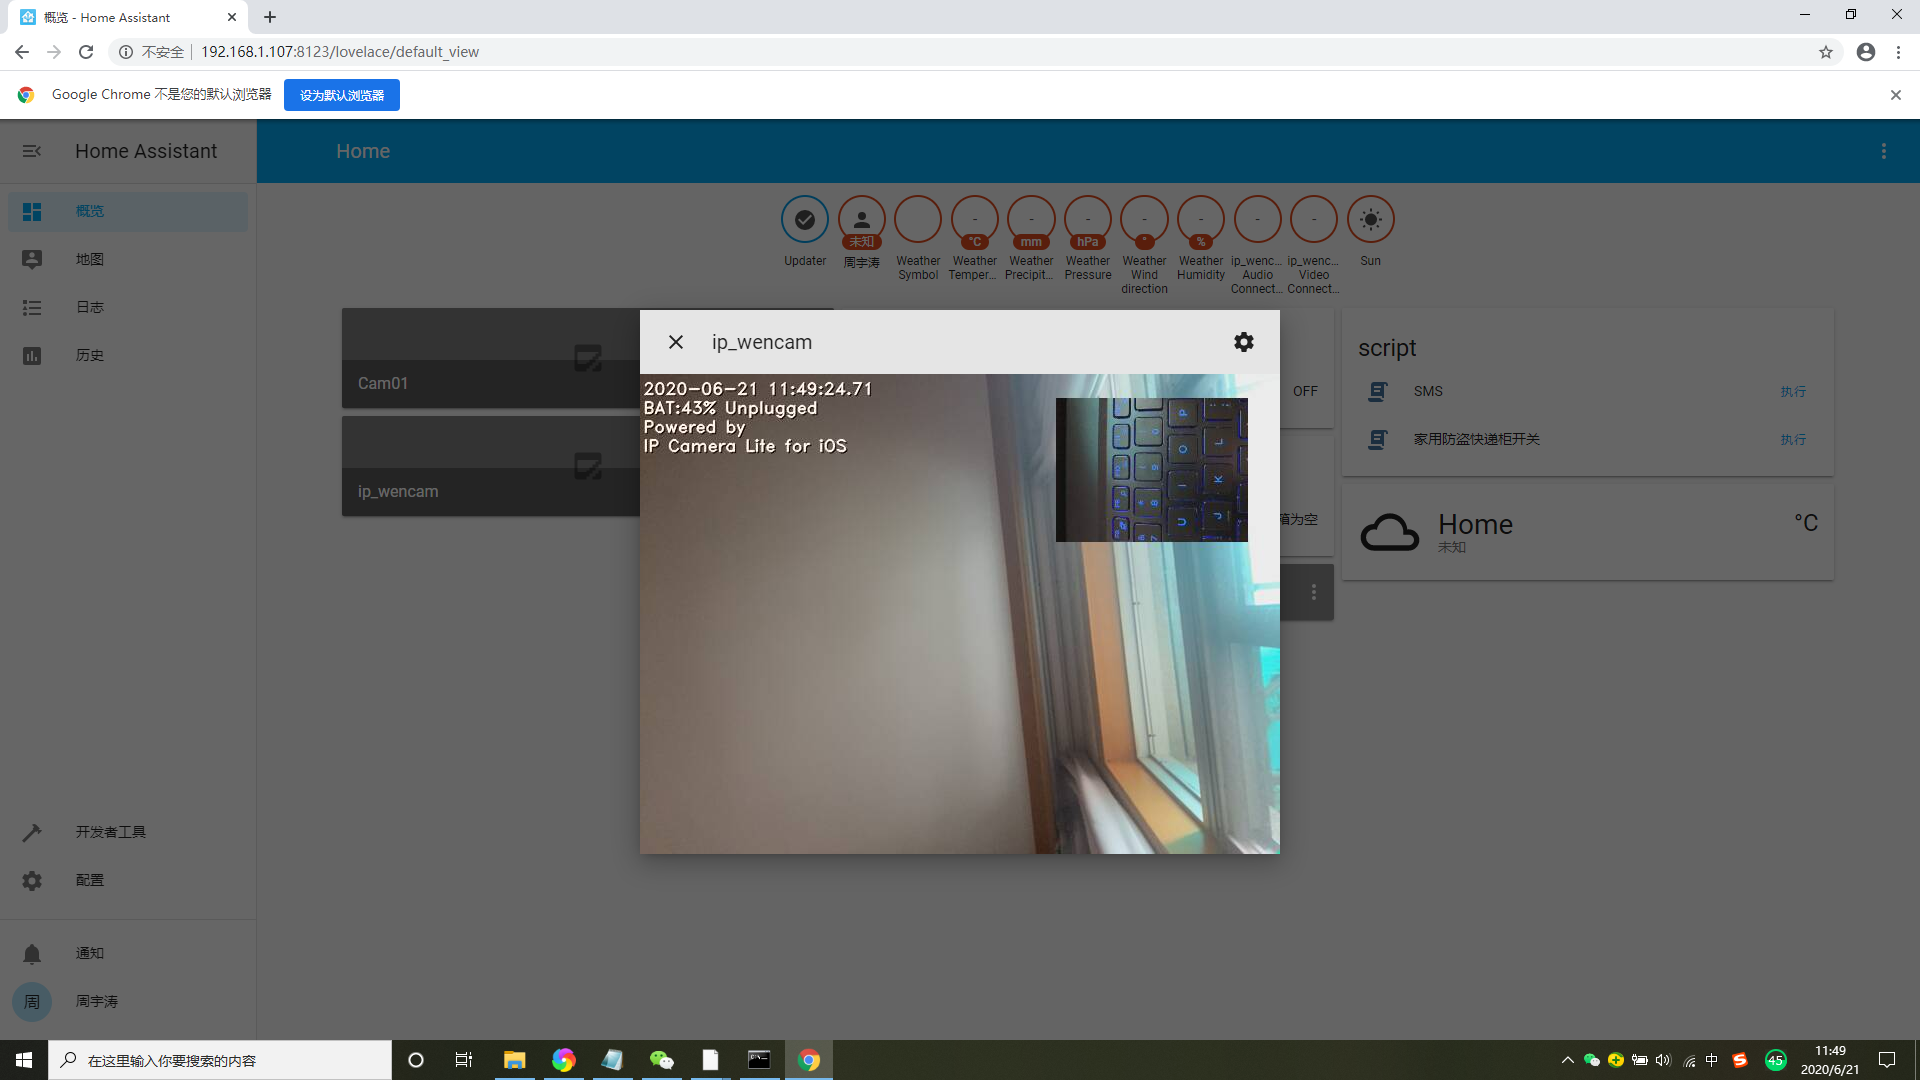 概览 - Home Assistant
不安全
192.168.1.107:8123/lovelace/default_view
Google Chrome 不是您的默认浏览器
设为默认浏览器
Home Assistant
Home
概览
地图
日志
历史
开发者工具
配置
通知
周
周宇涛
未知
°C
mm
hPa
°
%
Updater
周宇涛
Weather Symbol
Weather Temper...
Weather Precipit...
Weather Pressure
Weather Wind direction
Weather Humidity
ip_wenc... Audio Connect...
ip_wenc... Video Connect...
Sun
Cam01
ip_wencam
ip_wencam
2020-06-21 11:49:24.71
BAT:43% Unplugged
Powered by
IP Camera Lite for iOS
P
O
L
I
K
U
J
OFF
值为空
script
SMS
执行
家用防盗快递柜开关
执行
Home
°C
未知
在这里输入你要搜索的内容
中
45
11:49
2020/6/21